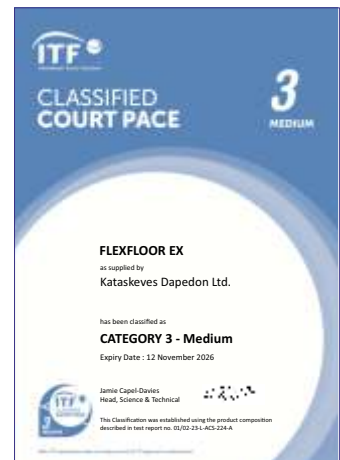 ITF
CLASSIFIED
COURT PACE
3
MEDIUM
FLEXFLOOR EX
as supplied by
Kataskeves Dapedon Ltd.
has been classified as
CATEGORY 3 - Medium
Expiry Date : 12 November 2026
Jamie Capel-Davies
Head, Science & Technical
This Classification was established using the product composition
described in test report no. 01/02-23-L-ACS-224-A
ITF
3